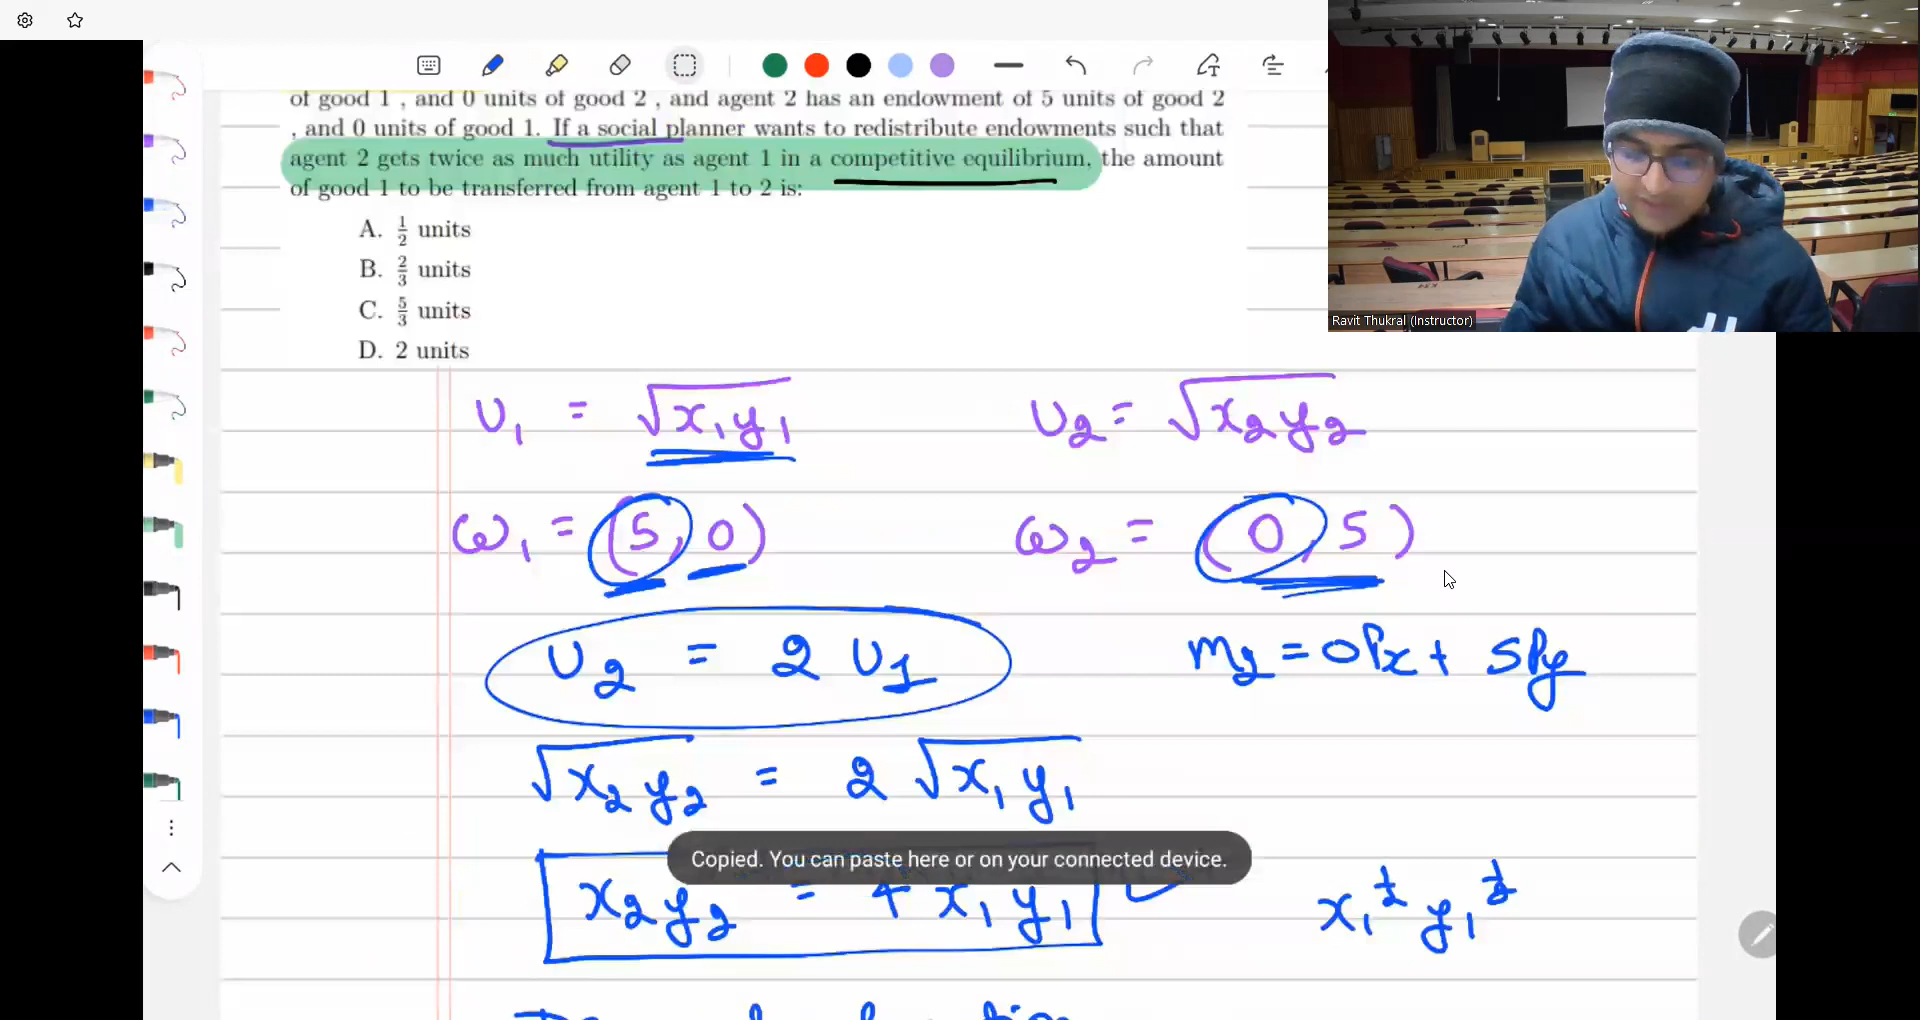 of good 1 , and 0 units of good 2 , and agent 2 has an endowment of 5 units of good 2
, and 0 units of good 1. If a social planner wants to redistribute endowments such that
agent 2 gets twice as much utility as agent 1 in a competitive equilibrium, the amount
of good 1 to be transferred from agent 1 to 2 is:
A. 1/2 units
B. 2/3 units
C. 5/3 units
D. 2 units
Ravit Thukral (Instructor)
U₁ = √x₁y₁ U₂ = √x₂y₂
ω₁ = (5, 0) ω₂ = (0, 5)
U₂ = 2 U₁ m₂ = 0Px + 5Py
√x₂y₂ = 2 √x₁y₁
Copied. You can paste here or on your connected device.
x₂y₂ = 4 x₁y₁ x₁^½ y₁^½